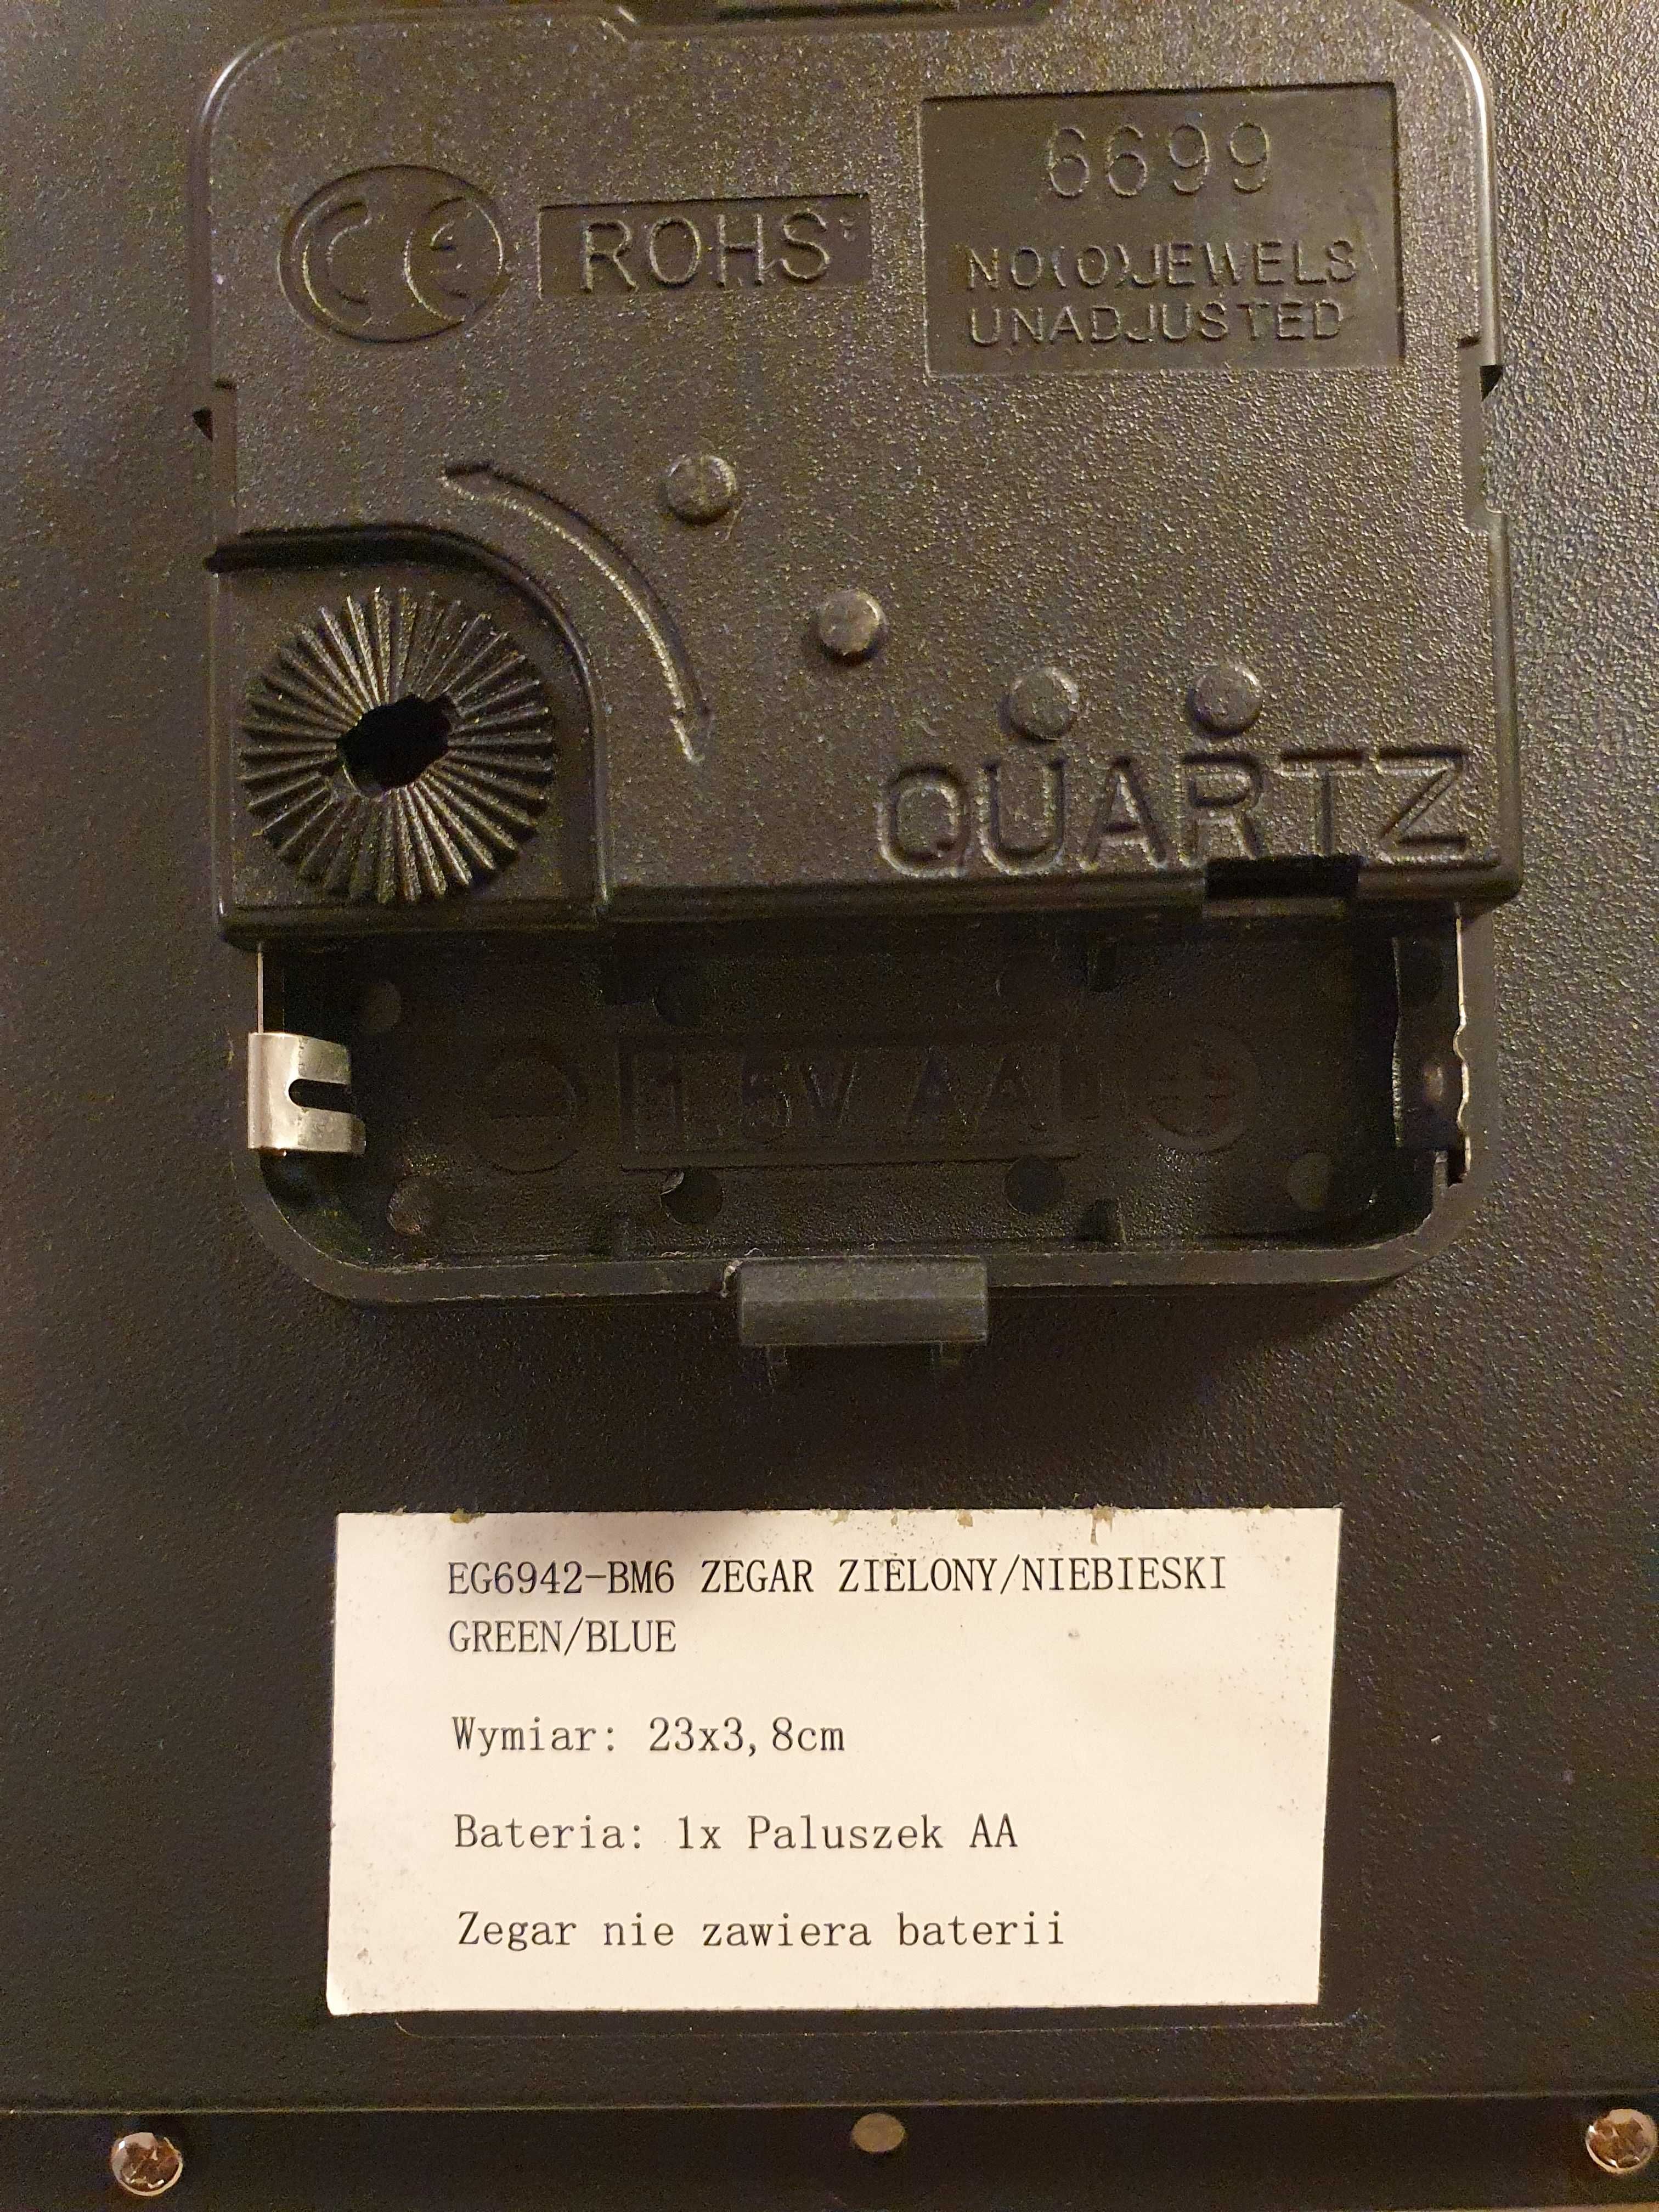 CE ROHS
6699
NO(0)JEWELS
UNADJUSTED
QUARTZ
1.5V AA
EG6942-BM6 ZEGAR ZIELONY/NIEBIESKI
GREEN/BLUE
Wymiar: 23x3,8cm
Bateria: 1x Paluszek AA
Zegar nie zawiera baterii